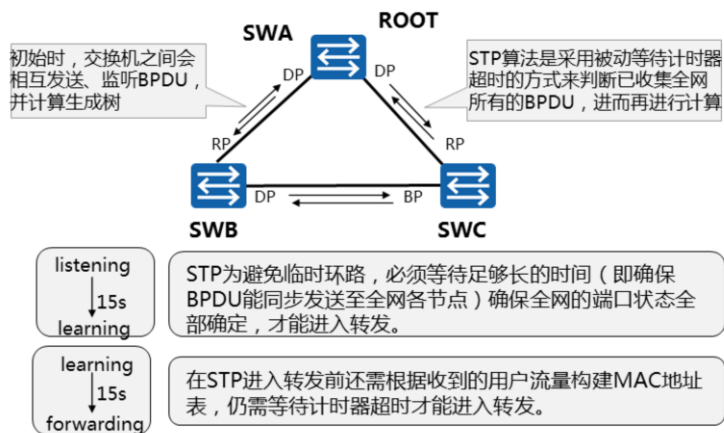 SWA
ROOT
初始时，交换机之间会
相互发送、监听BPDU，
并计算生成树
STP算法是采用被动等待计时器
超时的方式来判断已收集全网
所有的BPDU，进而再进行计算
DP
DP
RP
RP
DP
BP
SWB
SWC
listening
15s
learning
STP为避免临时环路，必须等待足够长的时间（即确保
BPDU能同步发送至全网各节点）确保全网的端口状态全
部确定，才能进入转发。
learning
15s
forwarding
在STP进入转发前还需根据收到的用户流量构建MAC地址
表，仍需等待计时器超时才能进入转发。